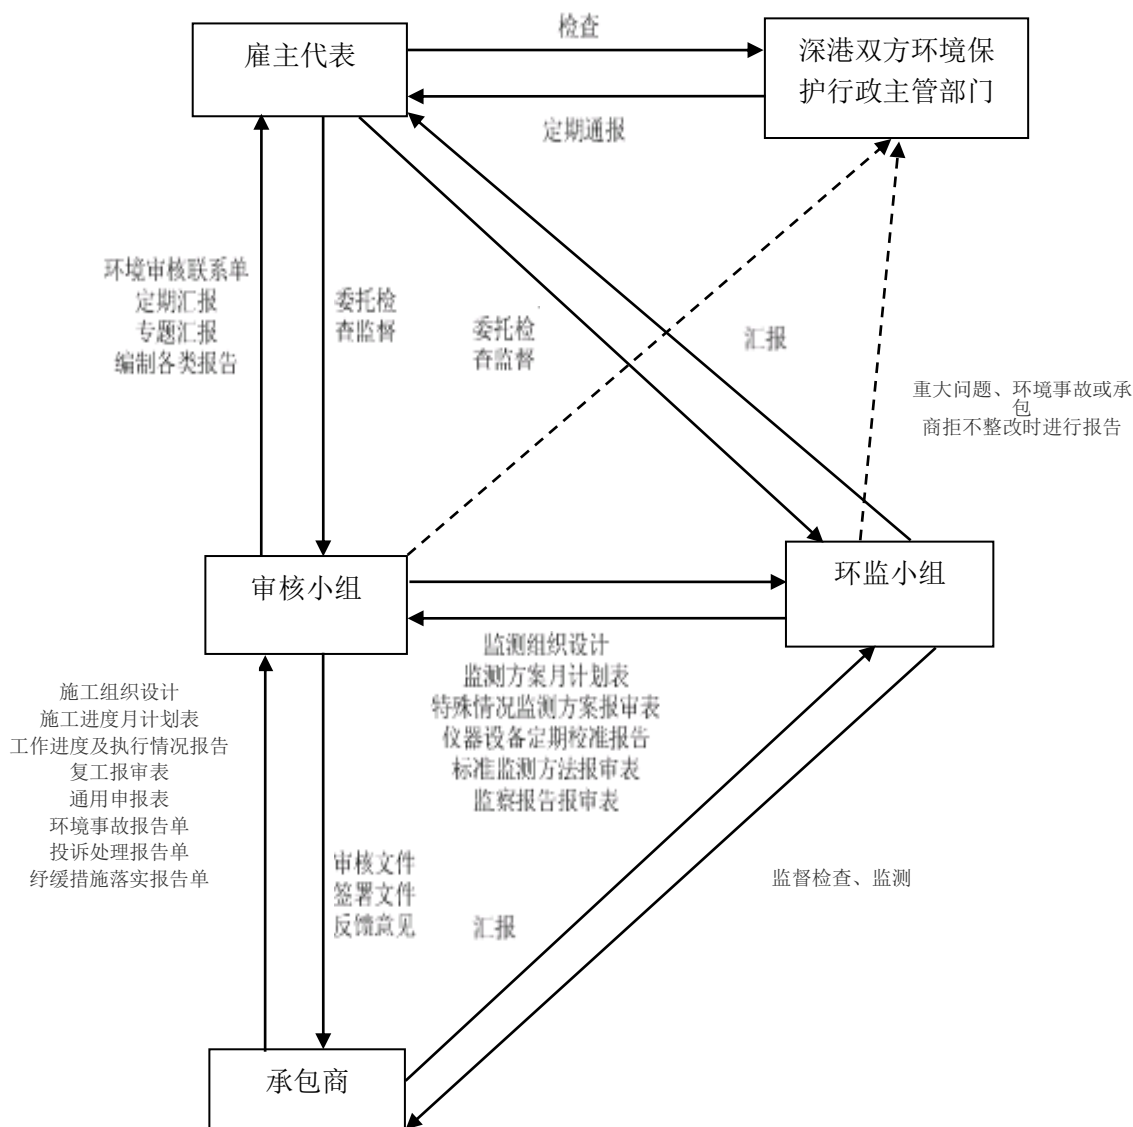 检查
雇主代表
深港双方环境保
护行政主管部门
定期通报
环境审核联系单
定期汇报
专题汇报
编制各类报告
委托检
查监督
委托检
查监督
汇报
重大问题、环境事故或承
包
商拒不整改时进行报告
审核小组
环监小组
监测组织设计
监测方案月计划表
特殊情况监测方案报审表
仪器设备定期校准报告
标准监测方法报审表
监察报告报审表
施工组织设计
施工进度月计划表
工作进度及执行情况报告
复工报审表
通用申报表
环境事故报告单
投诉处理报告单
纾缓措施落实报告单
审核文件
签署文件
反馈意见
汇报
监督检查、监测
承包商